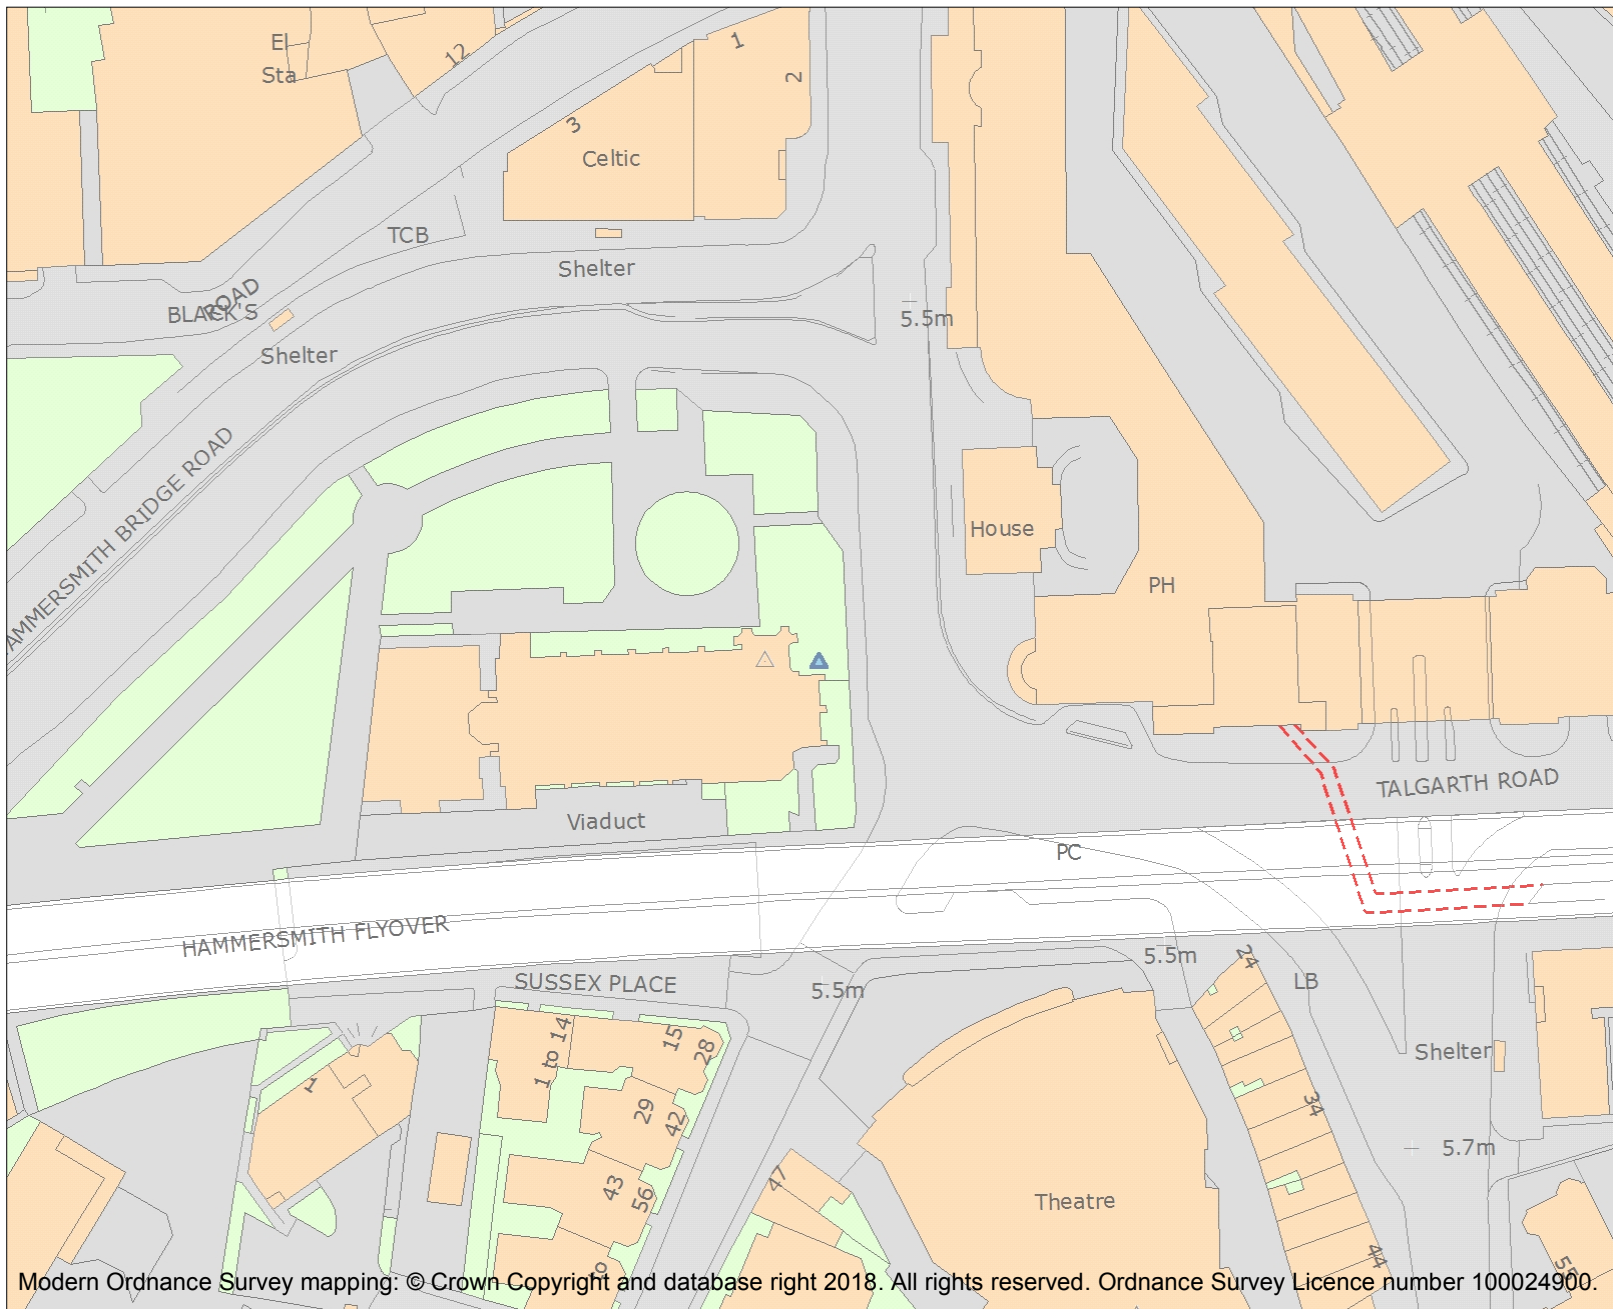 El
Sta
12
1
2
3
Celtic
TCB
Shelter
ROAD
BLACK'S
5.5m
Shelter
HAMMERSMITH BRIDGE ROAD
House
PH
TALGARTH ROAD
Viaduct
PC
HAMMERSMITH FLYOVER
SUSSEX PLACE
5.5m
5.5m
24
LB
1 to 14
15
28
Shelter
1
29
42
34
5.7m
43
56
47
Theatre
to
44
Modern Ordnance Survey mapping: © Crown Copyright and database right 2018. All rights reserved. Ordnance Survey Licence number 100024900.